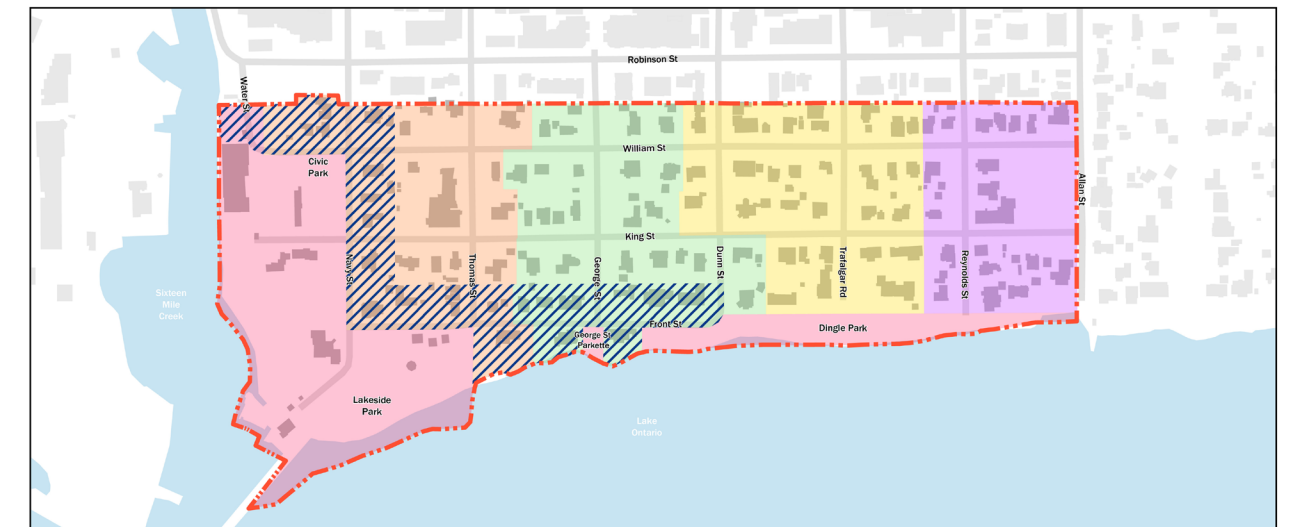 Robinson St
Water St
William St
Civic
Park
Allan St
King St
Navy St
Thomas St
George St
Dunn St
Trafalgar Rd
Reynolds St
Sixteen
Mile
Creek
Front St
Dingle Park
George St
Parkette
Lakeside
Park
Lake
Ontario